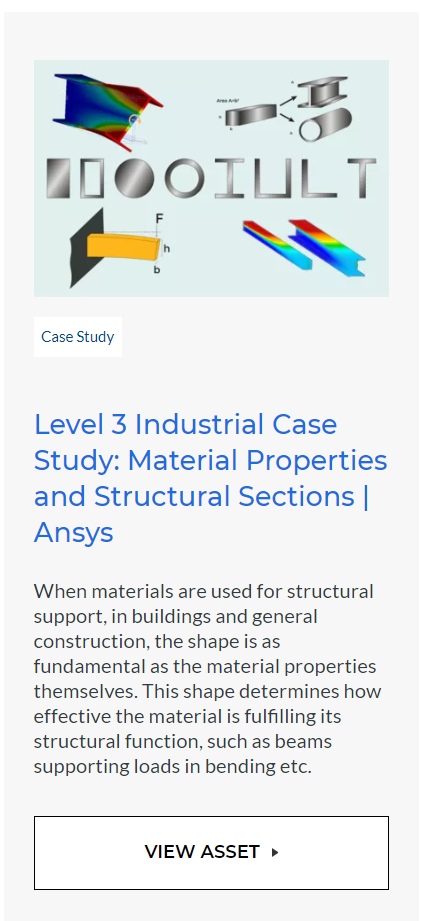 Case Study
Level 3 Industrial Case
Study: Material Properties
and Structural Sections |
Ansys
When materials are used for structural
support, in buildings and general
construction, the shape is as
fundamental as the material properties
themselves. This shape determines how
effective the material is fulfilling its
structural function, such as beams
supporting loads in bending etc.
VIEW ASSET
F
h
b